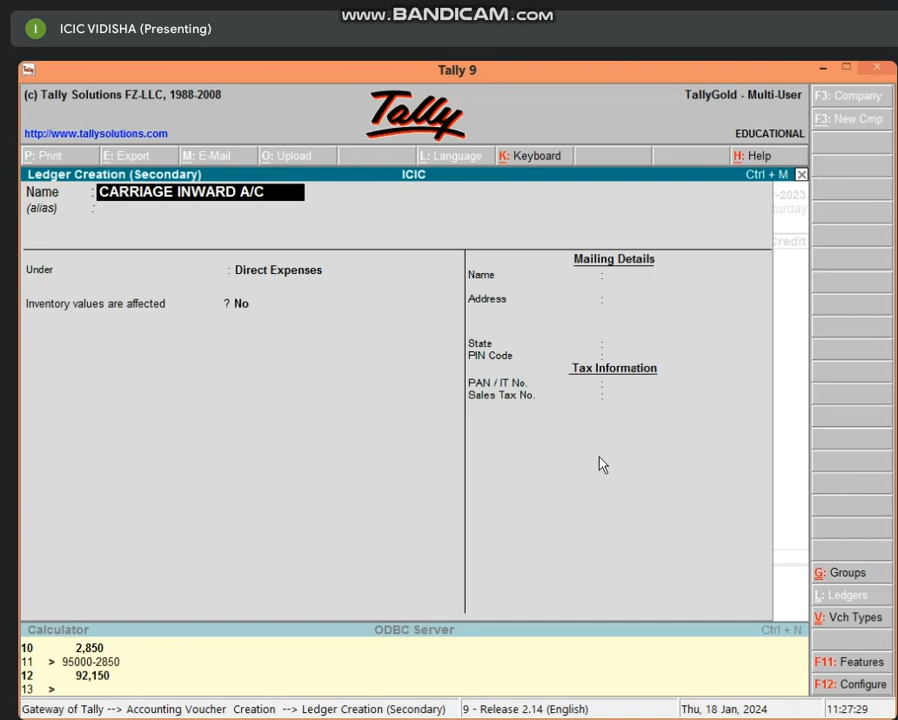 www.BANDICAM.com
I ICIC VIDISHA (Presenting)
Tally Tally 9
(c) Tally Solutions FZ-LLC, 1988-2008 Tally TallyGold - Multi-User F3: Company
http://www.tallysolutions.com EDUCATIONAL F3: New Cmp
P: Print E: Export M: E-Mail O: Upload L: Language K: Keyboard H: Help
Ledger Creation (Secondary) ICIC Ctrl + M
Name : CARRIAGE INWARD A/C -2023
(alias) : turday
Credit
Mailing Details
Under : Direct Expenses Name :
Address :
Inventory values are affected ? No
State :
PIN Code :
Tax Information
PAN / IT No. :
Sales Tax No. :
G: Groups
L: Ledgers
V: Vch Types
Calculator ODBC Server Ctrl + N
10 2,850
11 > 95000-2850
F11: Features
12 92,150
13 >
F12: Configure
Gateway of Tally --> Accounting Voucher Creation --> Ledger Creation (Secondary) 9 - Release 2.14 (English) Thu, 18 Jan, 2024 11:27:29